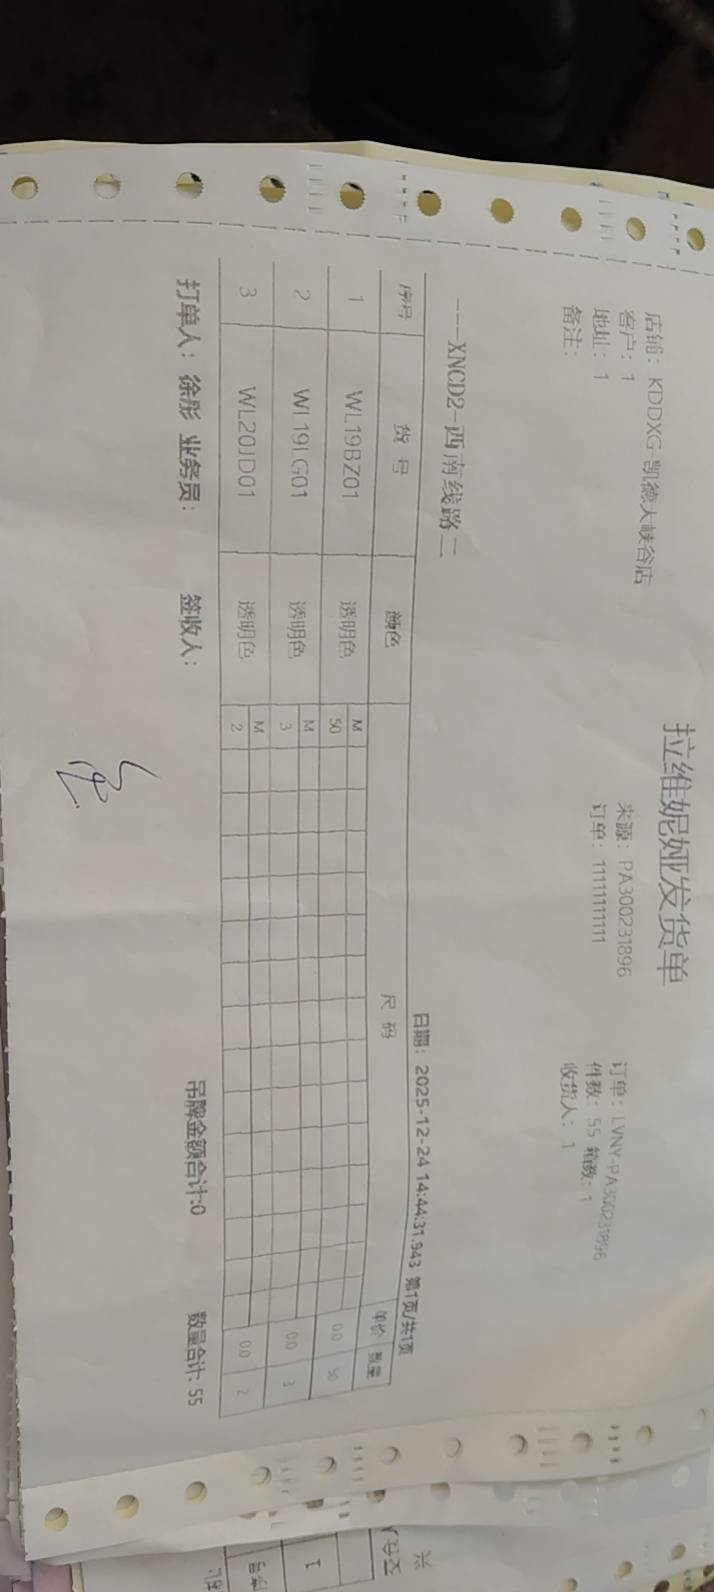 拉维妮娅发货单
店铺：KDDXG-凯德大峡谷店
客户：1 来源：PA300231896 订单：LVNY-PA300231896
地址：1 订单：11111111111 件数：55 箱数：1
备注： 收货人：1
---XNCD2-西南线路二 日期：2025-12-24 14:44:31.943 第1页/共1页
序号 货号 颜色 尺码 单价 数量
1 WL19BZ01 透明色 M 0.0 50
50
2 WL19LG01 透明色 M 0.0 3
3
3 WL20JD01 透明色 M 0.0 2
2
打单人：徐彤 业务员： 签收人： 吊牌金额合计:0 数量合计: 55